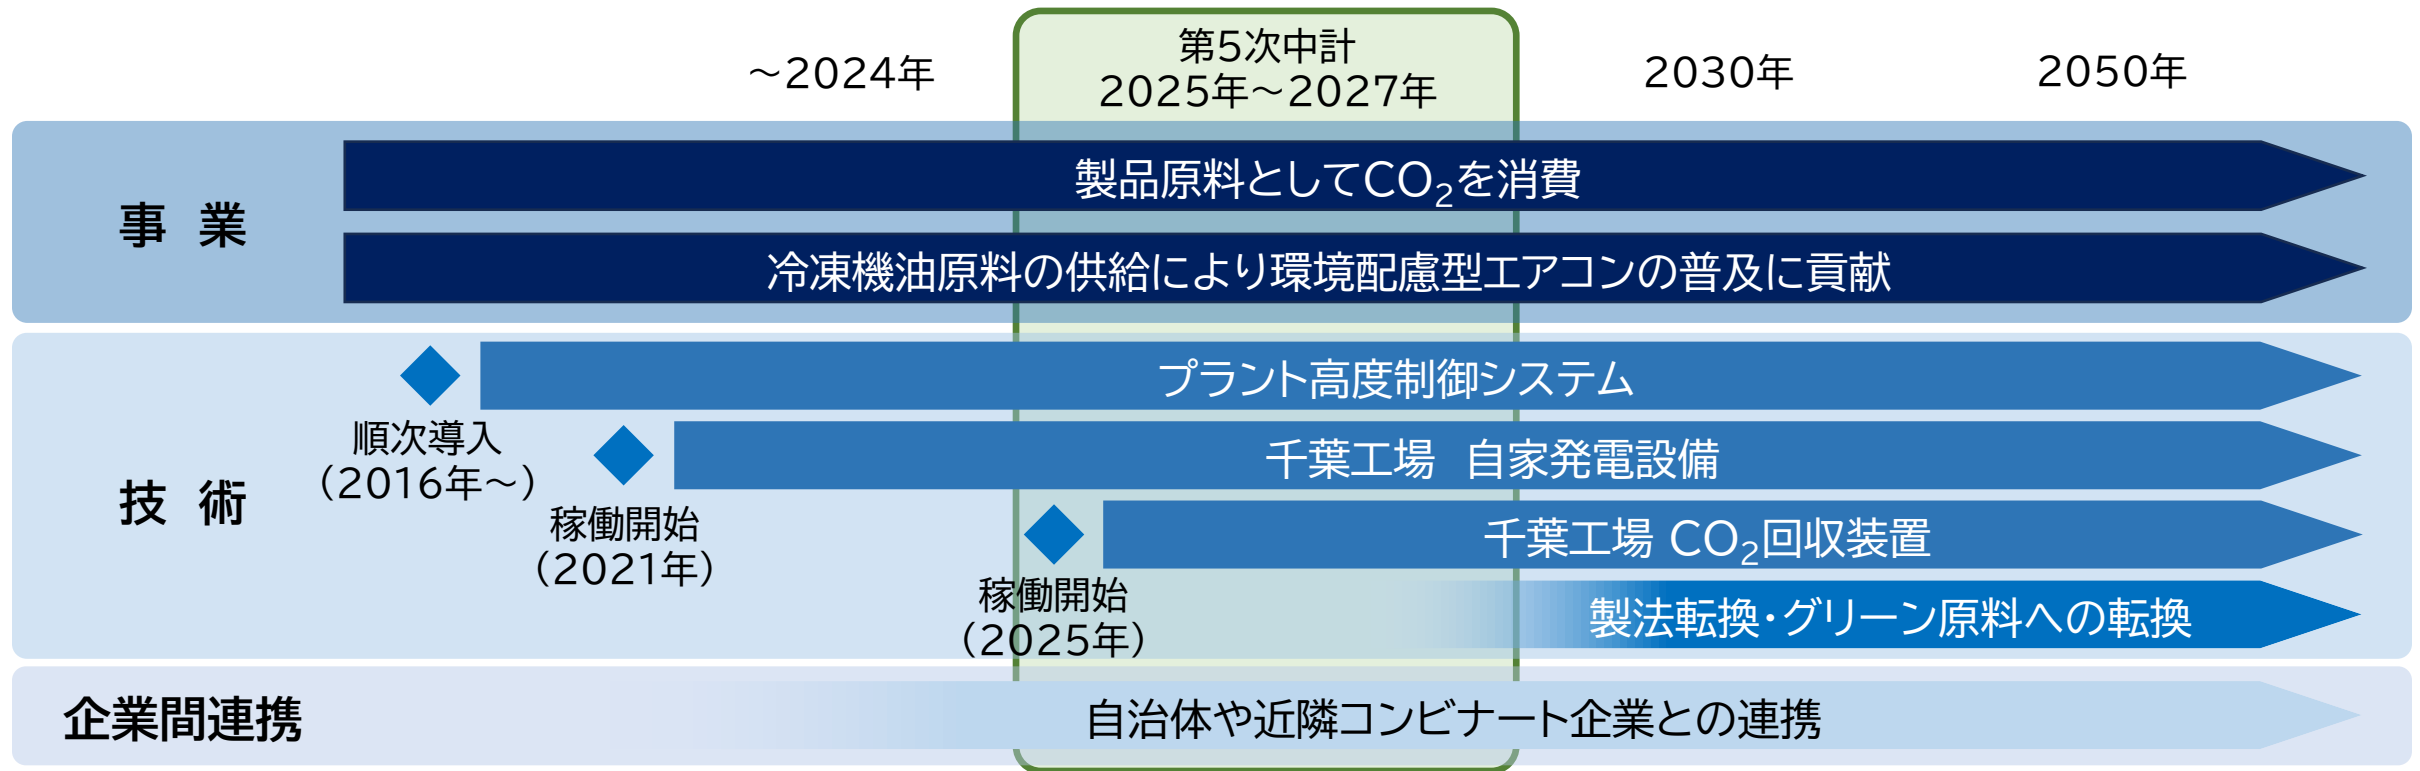 ～2024年
第5次中計
2025年～2027年
2030年
2050年
事 業
製品原料としてCO₂を消費
冷凍機油原料の供給により環境配慮型エアコンの普及に貢献
技 術
プラント高度制御システム
順次導入
（2016年～）
千葉工場 自家発電設備
稼働開始
（2021年）
千葉工場 CO₂回収装置
稼働開始
（2025年）
製法転換・グリーン原料への転換
企業間連携
自治体や近隣コンビナート企業との連携